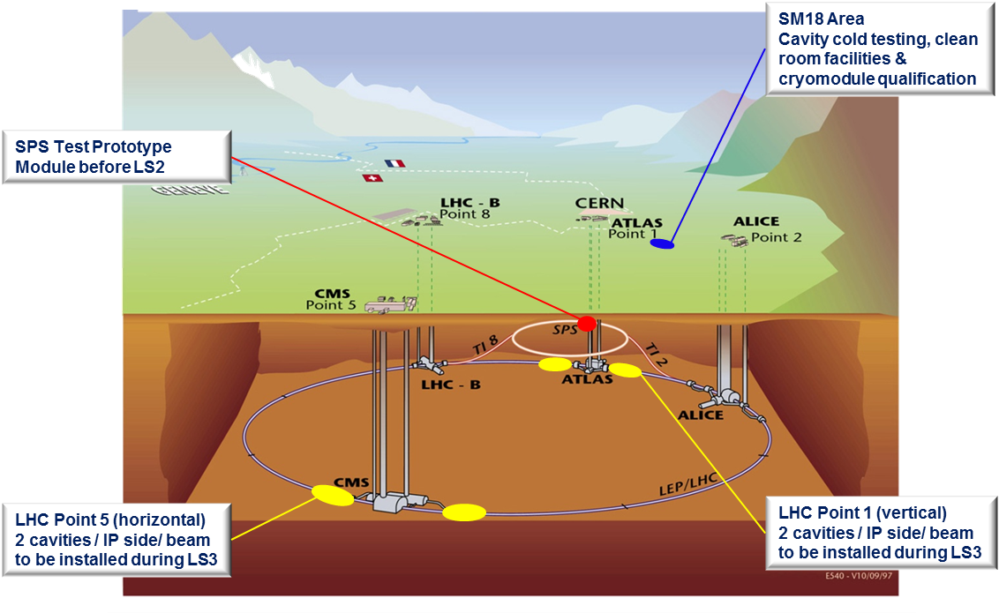 SM18 Area
Cavity cold testing, clean
room facilities &
cryomodule qualification
SPS Test Prototype
Module before LS2
GENEVE
LHC - B
Point 8
CERN
ATLAS
Point 1
ALICE
Point 2
CMS
Point 5
SPS
TI 8
TI 2
LHC - B
ATLAS
ALICE
CMS
LEP/LHC
LHC Point 5 (horizontal)
2 cavities / IP side/ beam
to be installed during LS3
LHC Point 1 (vertical)
2 cavities / IP side/ beam
to be installed during LS3
E540 - V10/09/97